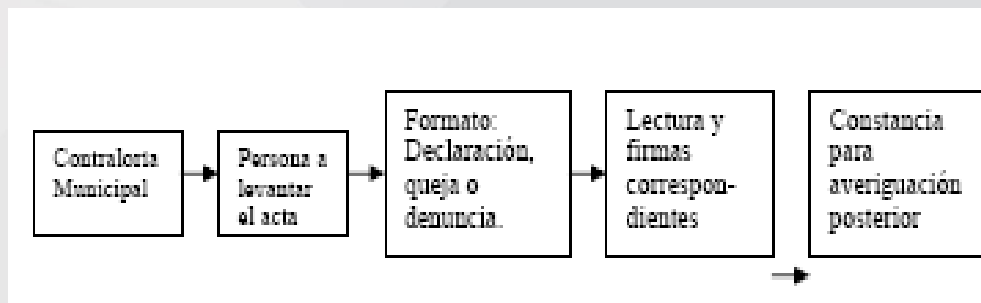 Contraloría
Municipal
Persona a
levantar
el acta
Formato:
Declaración,
queja o
denuncia.
Lectura y
firmas
correspon-
dientes
Constancia
para
averiguación
posterior